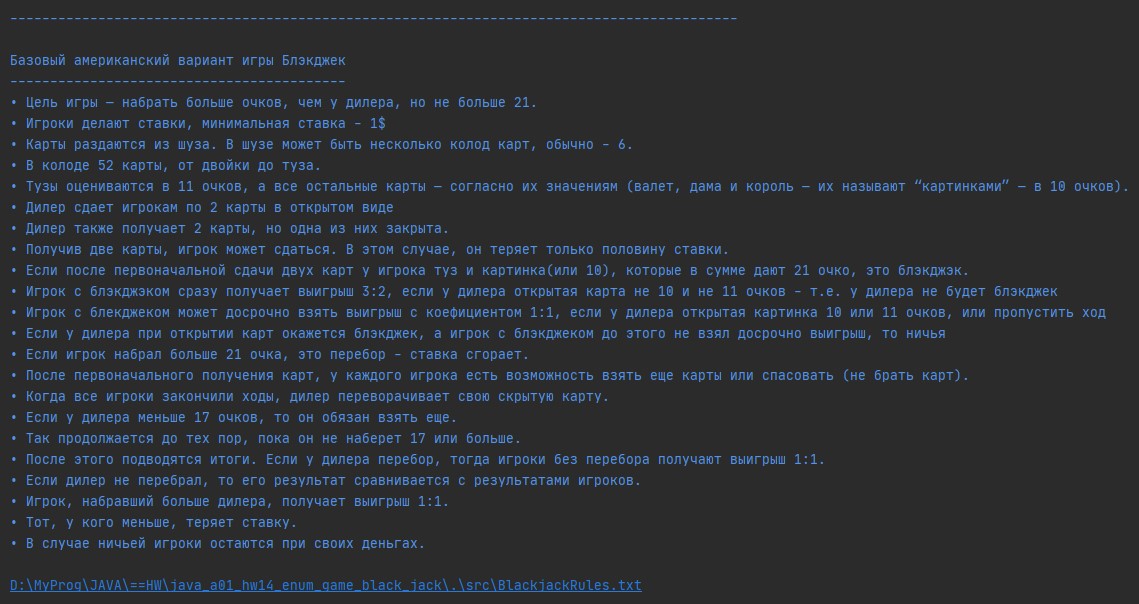 -------------------------------------------------------------------------------------------
Базовый американский вариант игры Блэкджек
------------------------------------------
• Цель игры — набрать больше очков, чем у дилера, но не больше 21.
• Игроки делают ставки, минимальная ставка - 1$
• Карты раздаются из шуза. В шузе может быть несколько колод карт, обычно - 6.
• В колоде 52 карты, от двойки до туза.
• Тузы оцениваются в 11 очков, а все остальные карты — согласно их значениям (валет, дама и король — их называют “картинками” — в 10 очков).
• Дилер сдает игрокам по 2 карты в открытом виде
• Дилер также получает 2 карты, но одна из них закрыта.
• Получив две карты, игрок может сдаться. В этом случае, он теряет только половину ставки.
• Если после первоначальной сдачи двух карт у игрока туз и картинка(или 10), которые в сумме дают 21 очко, это блэкджэк.
• Игрок с блэкджэком сразу получает выигрыш 3:2, если у дилера открытая карта не 10 и не 11 очков - т.е. у дилера не будет блэкджек
• Игрок с блекджеком может досрочно взять выигрыш с коефициентом 1:1, если у дилера открытая картинка 10 или 11 очков, или пропустить ход
• Если у дилера при открытии карт окажется блэкджек, а игрок с блэкджеком до этого не взял досрочно выигрыш, то ничья
• Если игрок набрал больше 21 очка, это перебор - ставка сгорает.
• После первоначального получения карт, у каждого игрока есть возможность взять еще карты или спасовать (не брать карт).
• Когда все игроки закончили ходы, дилер переворачивает свою скрытую карту.
• Если у дилера меньше 17 очков, то он обязан взять еще.
• Так продолжается до тех пор, пока он не наберет 17 или больше.
• После этого подводятся итоги. Если у дилера перебор, тогда игроки без перебора получают выигрыш 1:1.
• Если дилер не перебрал, то его результат сравнивается с результатами игроков.
• Игрок, набравший больше дилера, получает выигрыш 1:1.
• Тот, у кого меньше, теряет ставку.
• В случае ничьей игроки остаются при своих деньгах.
D:\MyProg\JAVA\==HW\java_a01_hw14_enum_game_black_jack\.\src\BlackjackRules.txt